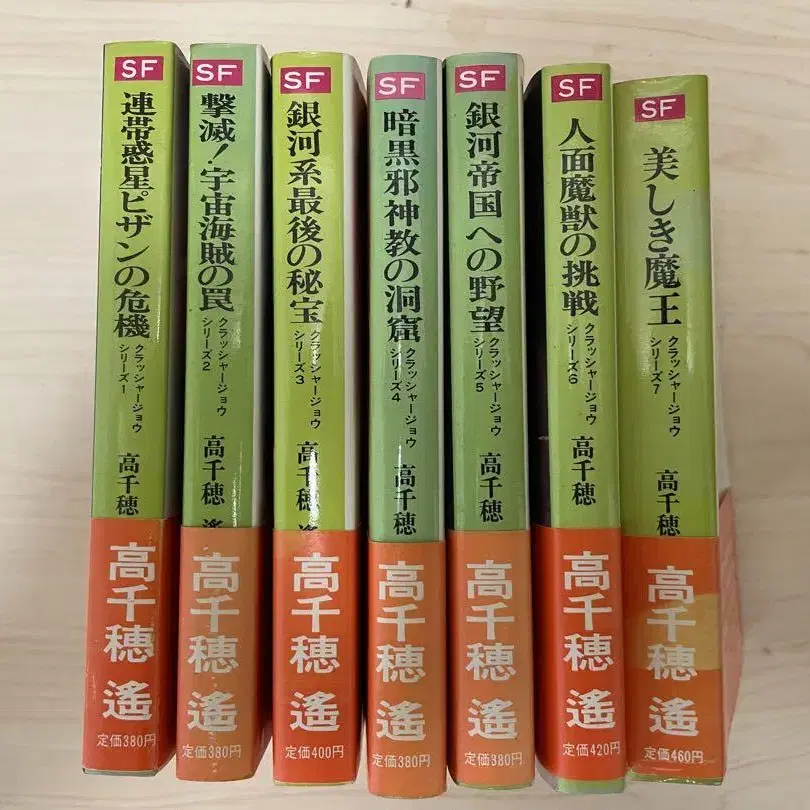 SF
連帯惑星ピザンの危機
クラッシャージョウ
シリーズ1
高千穂
高千穂 遙
定価380円
SF
撃滅!宇宙海賊の罠
クラッシャージョウ
シリーズ2
高千穂 遙
高千穂 遙
定価380円
SF
銀河系最後の秘宝
クラッシャージョウ
シリーズ3
高千穂 遙
高千穂 遙
定価400円
SF
暗黒邪神教の洞窟
クラッシャージョウ
シリーズ4
高千穂
高千穂 遙
定価380円
SF
銀河帝国への野望
クラッシャージョウ
シリーズ5
高千穂
高千穂 遙
定価380円
SF
人面魔獣の挑戦
クラッシャージョウ
シリーズ6
高千穂
高千穂 遙
定価420円
SF
美しき魔王
クラッシャージョウ
シリーズ7
高千穂
高千穂 遙
定価460円